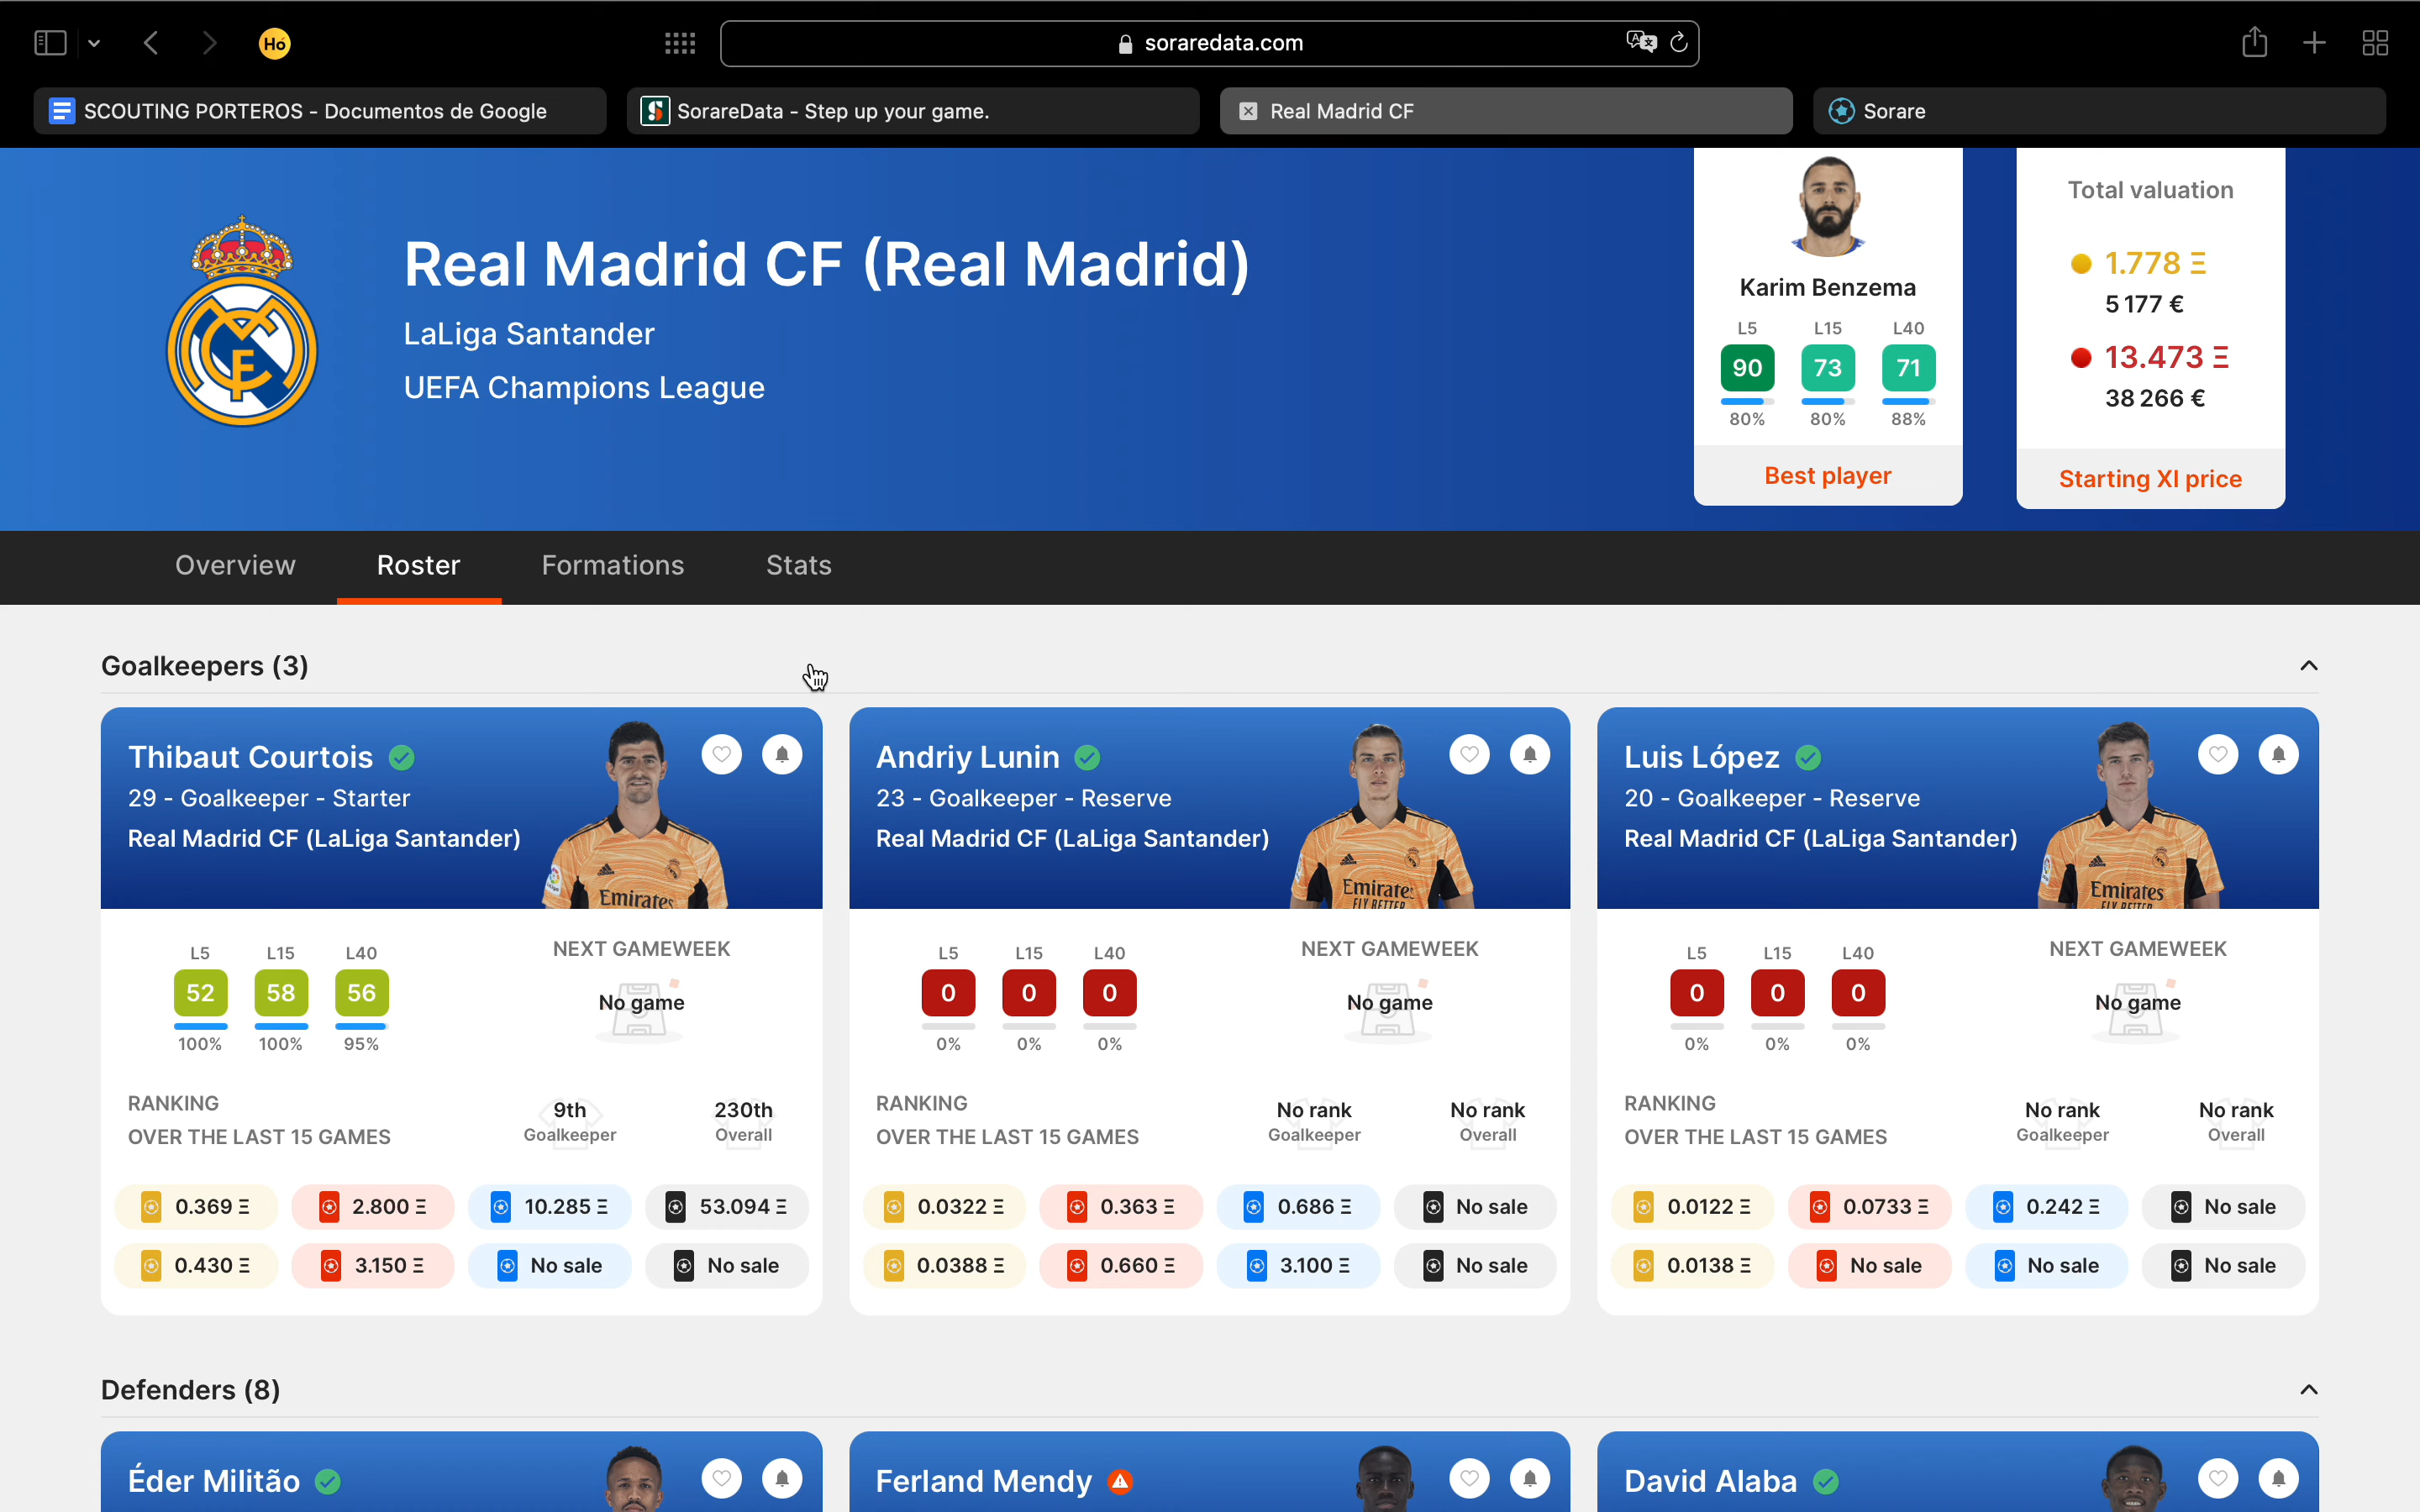 Hó
soraredata.com
SCOUTING PORTEROS - Documentos de Google
SorareData - Step up your game.
Real Madrid CF
Sorare
Real Madrid CF (Real Madrid)
LaLiga Santander
UEFA Champions League
Karim Benzema
L5 L15 L40
90 73 71
80% 80% 88%
Best player
Total valuation
1.778 Ξ
5 177 €
13.473 Ξ
38 266 €
Starting XI price
Overview Roster Formations Stats
Goalkeepers (3)
Thibaut Courtois
29 - Goalkeeper - Starter
Real Madrid CF (LaLiga Santander)
Emirates
L5 L15 L40
52 58 56
100% 100% 95%
NEXT GAMEWEEK
No game
RANKING
OVER THE LAST 15 GAMES
9th
Goalkeeper
230th
Overall
0.369 Ξ 2.800 Ξ 10.285 Ξ 53.094 Ξ
0.430 Ξ 3.150 Ξ No sale No sale
Andriy Lunin
23 - Goalkeeper - Reserve
Real Madrid CF (LaLiga Santander)
Emirates
FLY BETTER
L5 L15 L40
0 0 0
0% 0% 0%
NEXT GAMEWEEK
No game
RANKING
OVER THE LAST 15 GAMES
No rank
Goalkeeper
No rank
Overall
0.0322 Ξ 0.363 Ξ 0.686 Ξ No sale
0.0388 Ξ 0.660 Ξ 3.100 Ξ No sale
Luis López
20 - Goalkeeper - Reserve
Real Madrid CF (LaLiga Santander)
Emirates
FLY BETTER
L5 L15 L40
0 0 0
0% 0% 0%
NEXT GAMEWEEK
No game
RANKING
OVER THE LAST 15 GAMES
No rank
Goalkeeper
No rank
Overall
0.0122 Ξ 0.0733 Ξ 0.242 Ξ No sale
0.0138 Ξ No sale No sale No sale
Defenders (8)
Éder Militão
Ferland Mendy
David Alaba